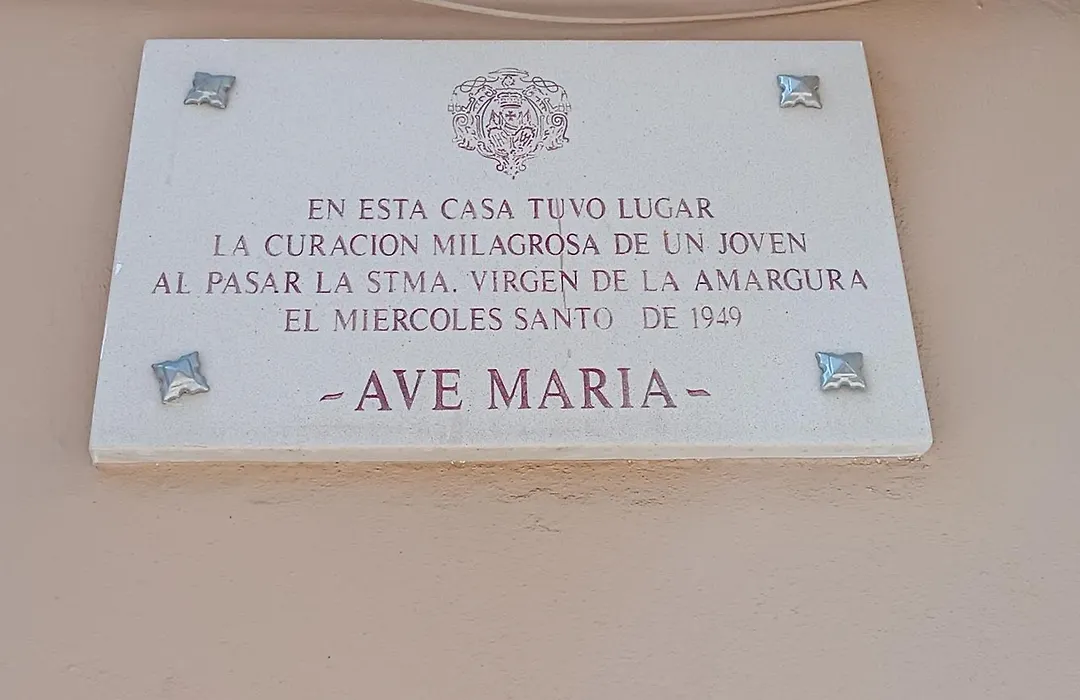 EN ESTA CASA TUVO LUGAR
LA CURACION MILAGROSA DE UN JOVEN
AL PASAR LA STMA. VIRGEN DE LA AMARGURA
EL MIERCOLES SANTO DE 1949
-AVE MARIA-